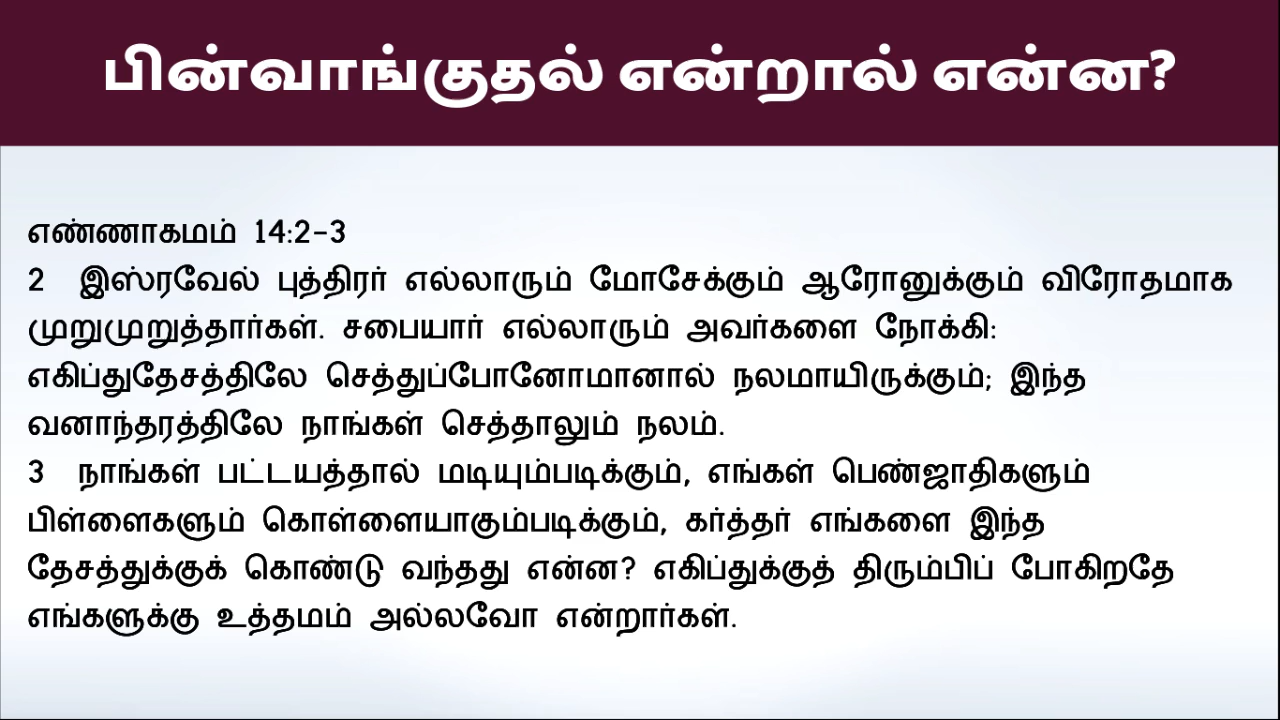 பின்வாங்குதல் என்றால் என்ன?
எண்ணாகமம் 14:2-3
2 இஸ்ரவேல் புத்திரர் எல்லாரும் மோசேக்கும் ஆரோனுக்கும் விரோதமாக
முறுமுறுத்தார்கள். சபையார் எல்லாரும் அவர்களை நோக்கி:
எகிப்துதேசத்திலே செத்துப்போனோமானால் நலமாயிருக்கும்; இந்த
வனாந்தரத்திலே நாங்கள் செத்தாலும் நலம்.
3 நாங்கள் பட்டயத்தால் மடியும்படிக்கும், எங்கள் பெண்ஜாதிகளும்
பிள்ளைகளும் கொள்ளையாகும்படிக்கும், கர்த்தர் எங்களை இந்த
தேசத்துக்குக் கொண்டு வந்தது என்ன? எகிப்துக்குத் திரும்பிப் போகிறதே
எங்களுக்கு உத்தமம் அல்லவோ என்றார்கள்.